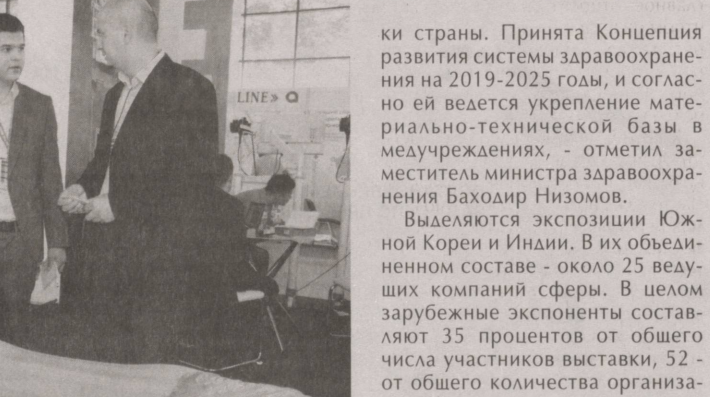 LINE»
ки страны. Принята Концепция
развития системы здравоохране-
ния на 2019-2025 годы, и соглас-
но ей ведется укрепление мате-
риально-технической базы в
медучреждениях, - отметил за-
меститель министра здравоохра-
нения Баходир Низомов.
Выделяются экспозиции Юж-
ной Кореи и Индии. В их объеди-
ненном составе - около 25 веду-
щих компаний сферы. В целом
зарубежные экспоненты состав-
ляют 35 процентов от общего
числа участников выставки, 52 -
от общего количества организа-